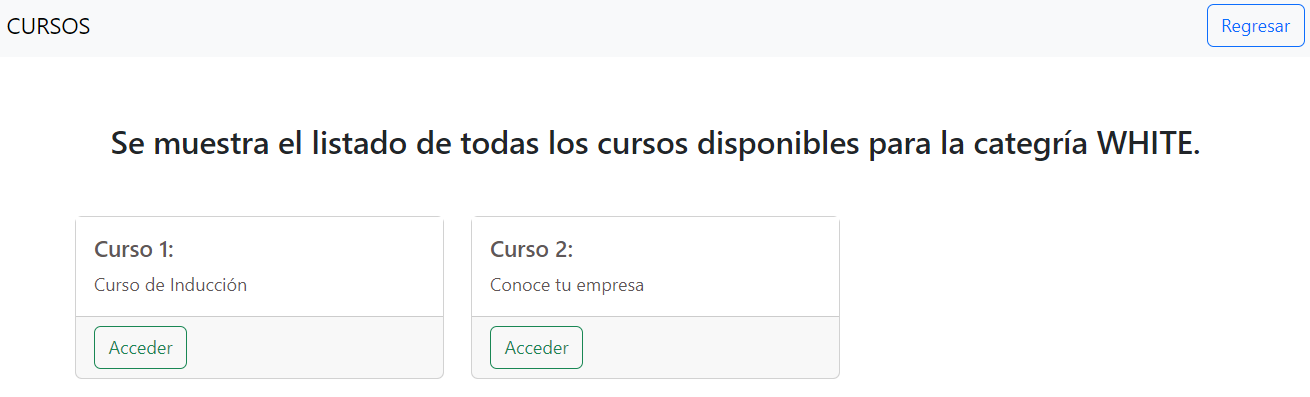 CURSOS
Regresar
Se muestra el listado de todas los cursos disponibles para la categría WHITE.
Curso 1:
Curso de Inducción
Acceder
Curso 2:
Conoce tu empresa
Acceder